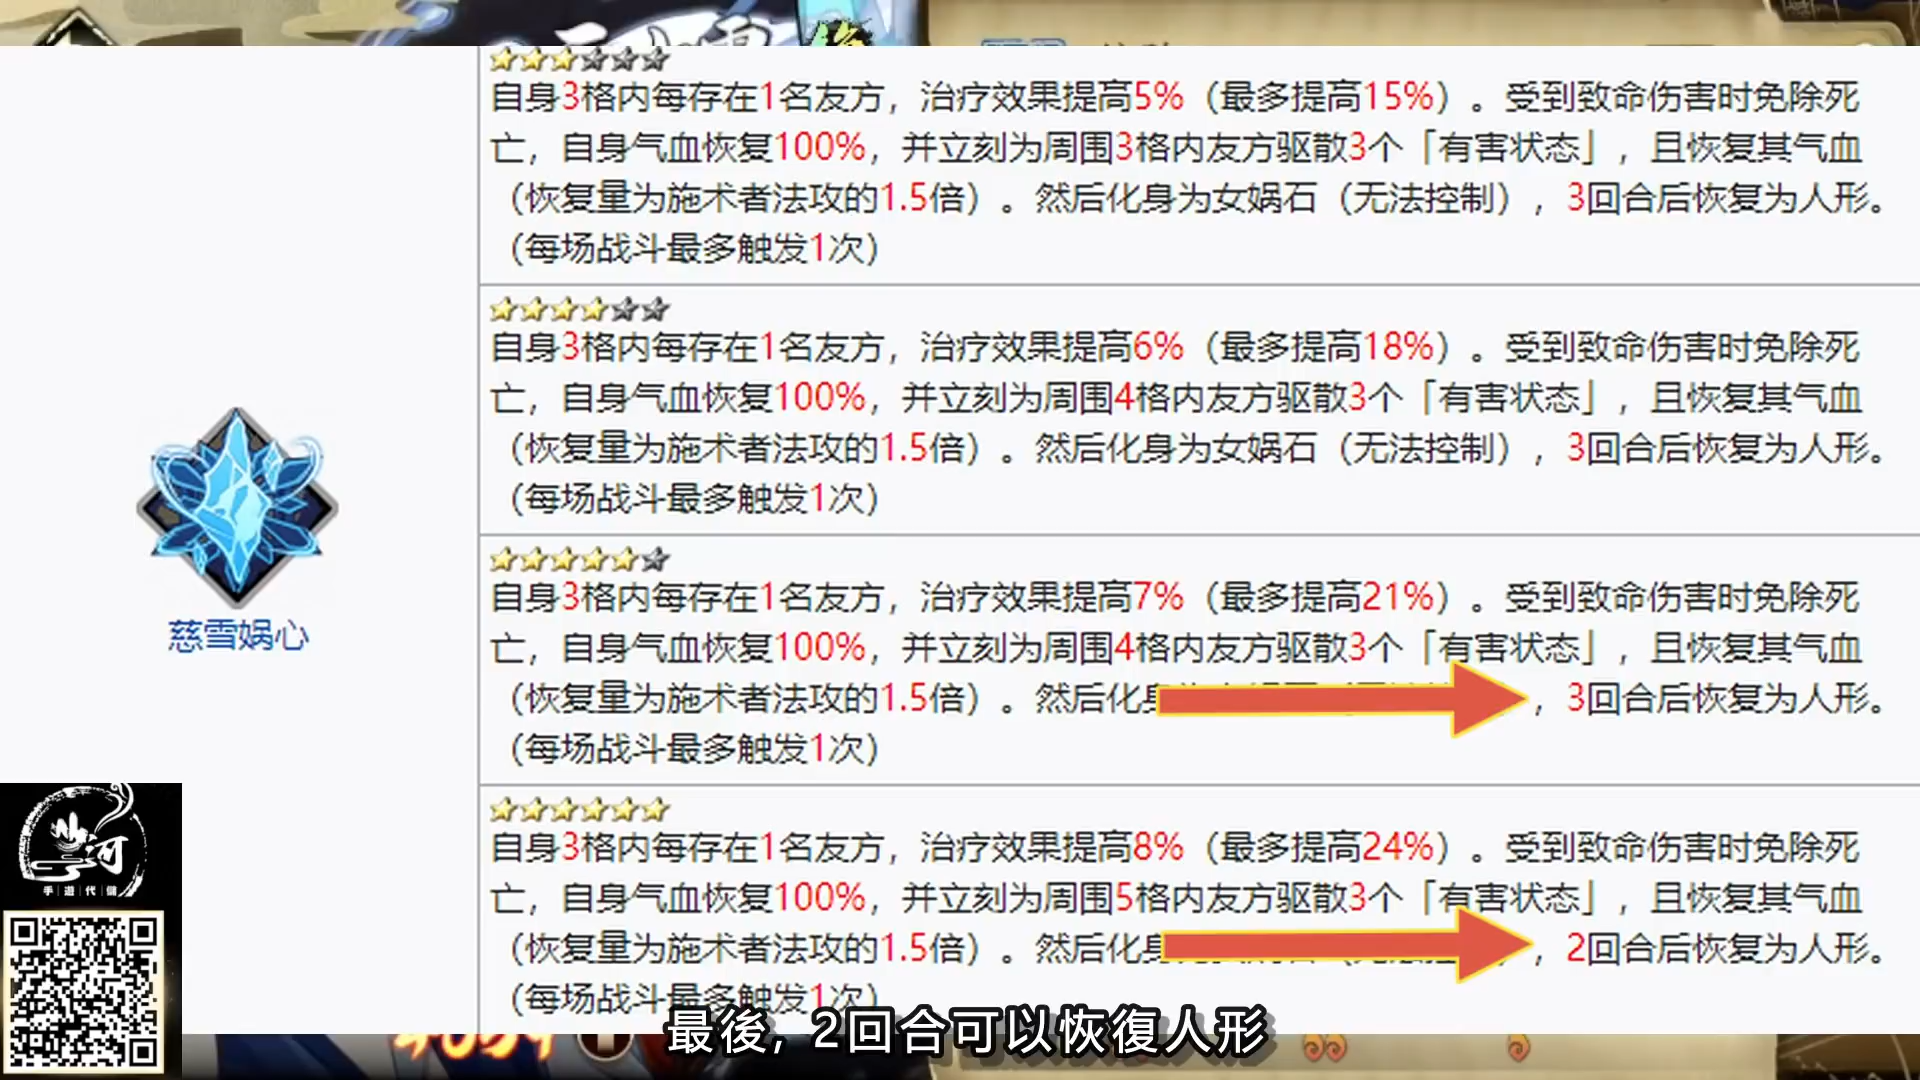 自身3格内每存在1名友方，治疗效果提高5%（最多提高15%）。受到致命伤害时免除死
亡，自身气血恢复100%，并立刻为周围3格内友方驱散3个「有害状态」，且恢复其气血
（恢复量为施术者法攻的1.5倍）。然后化身为女娲石（无法控制），3回合后恢复为人形。
（每场战斗最多触发1次）
自身3格内每存在1名友方，治疗效果提高6%（最多提高18%）。受到致命伤害时免除死
亡，自身气血恢复100%，并立刻为周围4格内友方驱散3个「有害状态」，且恢复其气血
（恢复量为施术者法攻的1.5倍）。然后化身为女娲石（无法控制），3回合后恢复为人形。
（每场战斗最多触发1次）
慈雪娲心
自身3格内每存在1名友方，治疗效果提高7%（最多提高21%）。受到致命伤害时免除死
亡，自身气血恢复100%，并立刻为周围4格内友方驱散3个「有害状态」，且恢复其气血
（恢复量为施术者法攻的1.5倍）。然后化身，3回合后恢复为人形。
（每场战斗最多触发1次）
自身3格内每存在1名友方，治疗效果提高8%（最多提高24%）。受到致命伤害时免除死
亡，自身气血恢复100%，并立刻为周围5格内友方驱散3个「有害状态」，且恢复其气血
（恢复量为施术者法攻的1.5倍）。然后化身，2回合后恢复为人形。
（每场战斗最多触发1次）
山河
手遊代儲
最後，2回合可以恢復人形